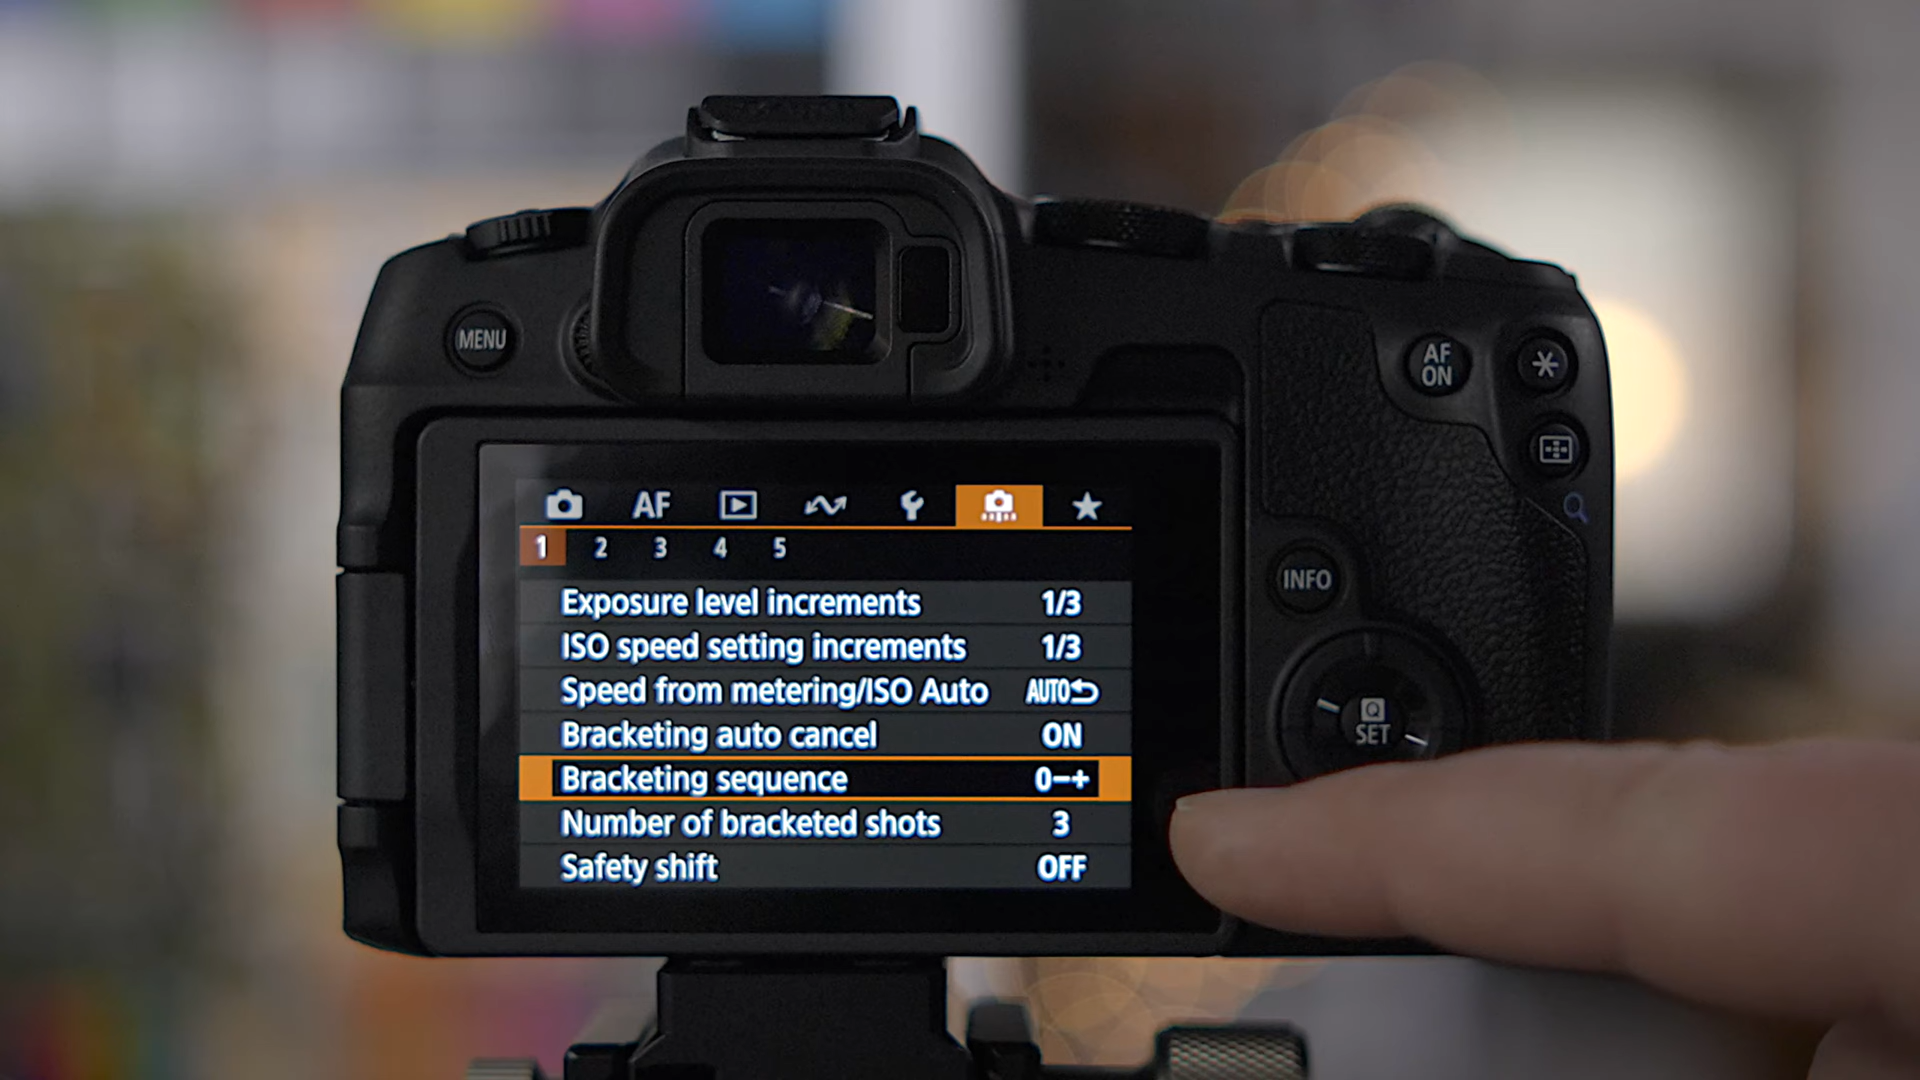 MENU
AF
ON
AF
1 2 3 4 5
Exposure level increments 1/3
ISO speed setting increments 1/3
Speed from metering/ISO Auto AUTO
Bracketing auto cancel ON
Bracketing sequence 0−+
Number of bracketed shots 3
Safety shift OFF
INFO
Q
SET